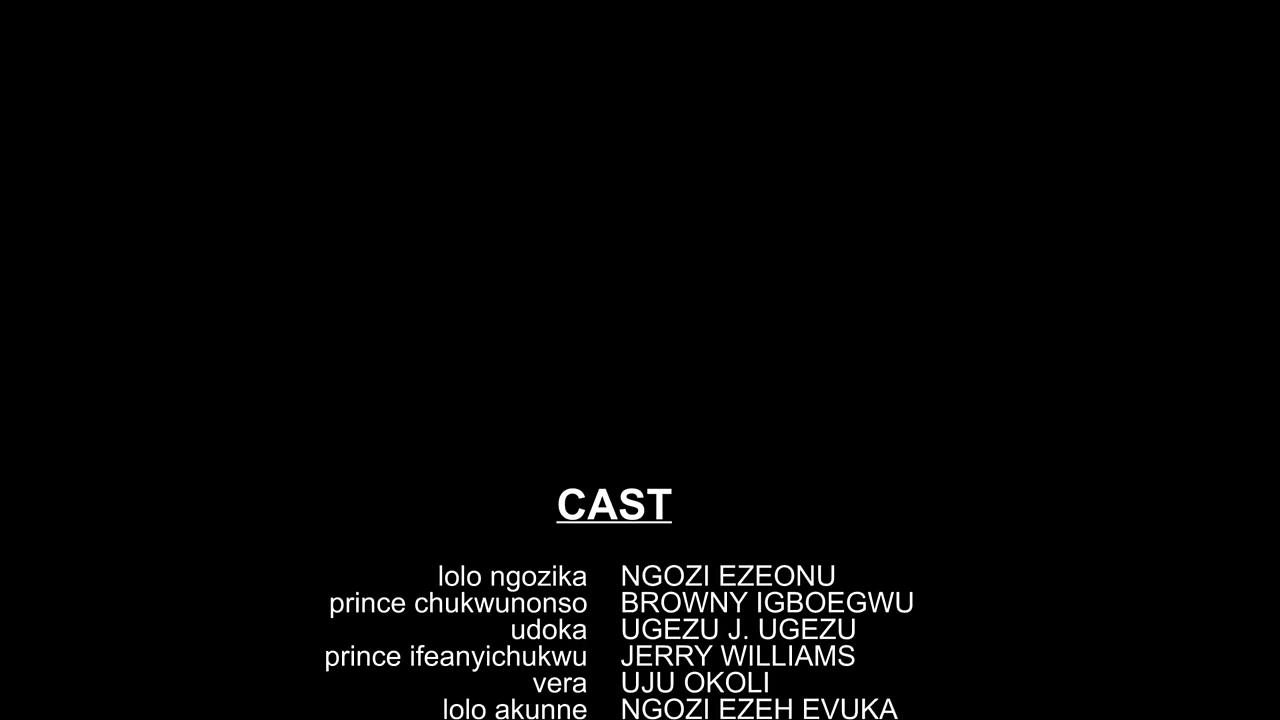 CAST
lolo ngozika NGOZI EZEONU
prince chukwunonso BROWNY IGBOEGWU
udoka UGEZU J. UGEZU
prince ifeanyichukwu JERRY WILLIAMS
vera UJU OKOLI
lolo akunne NGOZI EZEH EVUKA